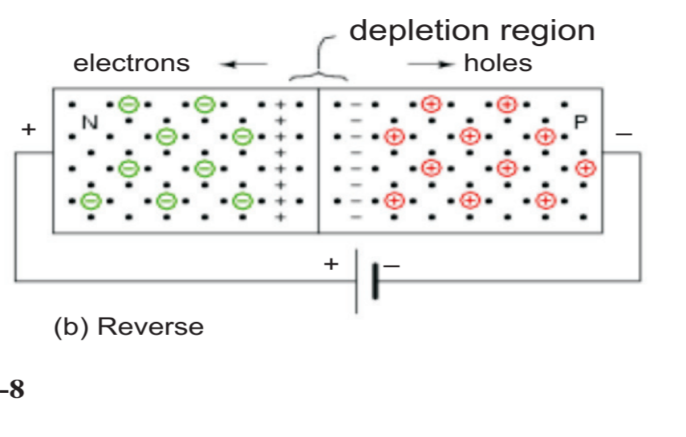 depletion region
electrons
holes
N
P
+
–
+
–
(b) Reverse
–8